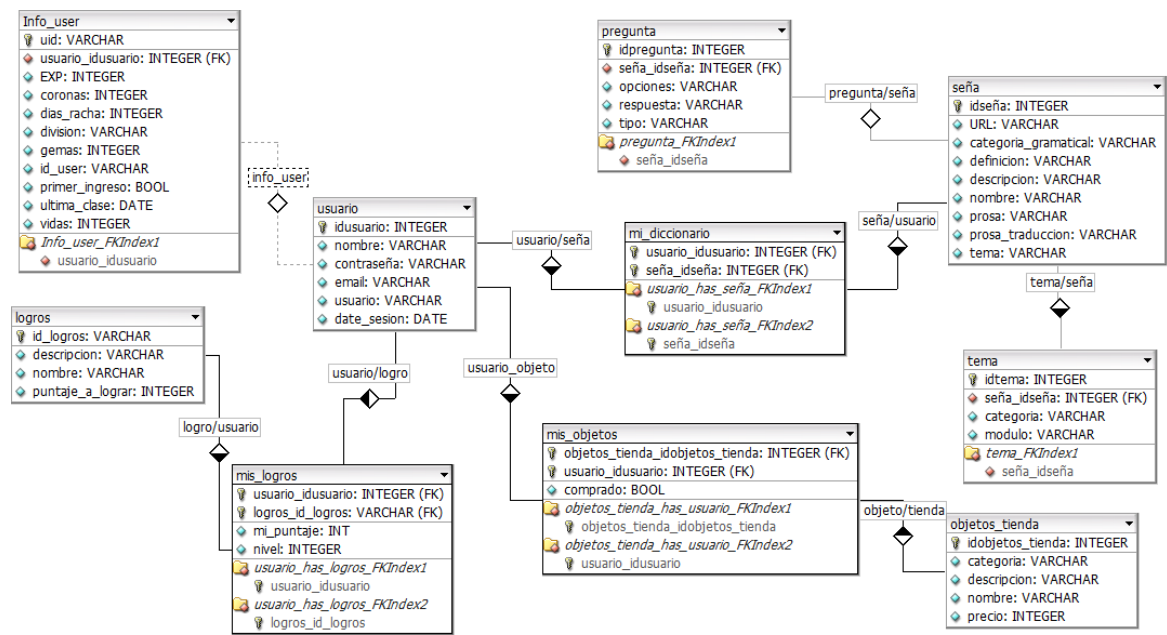 Info_user
uid: VARCHAR
usuario_idusuario: INTEGER (FK)
EXP: INTEGER
coronas: INTEGER
dias_racha: INTEGER
division: VARCHAR
gemas: INTEGER
id_user: VARCHAR
primer_ingreso: BOOL
ultima_clase: DATE
vidas: INTEGER
Info_user_FKIndex1
usuario_idusuario
info_user
pregunta
idpregunta: INTEGER
seña_idseña: INTEGER (FK)
opciones: VARCHAR
respuesta: VARCHAR
tipo: VARCHAR
pregunta_FKIndex1
seña_idseña
pregunta/seña
seña
idseña: INTEGER
URL: VARCHAR
categoria_gramatical: VARCHAR
definicion: VARCHAR
descripcion: VARCHAR
nombre: VARCHAR
prosa: VARCHAR
prosa_traduccion: VARCHAR
tema: VARCHAR
usuario
idusuario: INTEGER
nombre: VARCHAR
contraseña: VARCHAR
email: VARCHAR
usuario: VARCHAR
date_sesion: DATE
usuario/seña
mi_diccionario
usuario_idusuario: INTEGER (FK)
seña_idseña: INTEGER (FK)
usuario_has_seña_FKIndex1
usuario_idusuario
usuario_has_seña_FKIndex2
seña_idseña
seña/usuario
tema/seña
logros
id_logros: VARCHAR
descripcion: VARCHAR
nombre: VARCHAR
puntaje_a_lograr: INTEGER
usuario/logro
usuario_objeto
tema
idtema: INTEGER
seña_idseña: INTEGER (FK)
categoria: VARCHAR
modulo: VARCHAR
tema_FKIndex1
seña_idseña
logro/usuario
mis_logros
usuario_idusuario: INTEGER (FK)
logros_id_logros: VARCHAR (FK)
mi_puntaje: INT
nivel: INTEGER
usuario_has_logros_FKIndex1
usuario_idusuario
usuario_has_logros_FKIndex2
logros_id_logros
mis_objetos
objetos_tienda_idobjetos_tienda: INTEGER (FK)
usuario_idusuario: INTEGER (FK)
comprado: BOOL
objetos_tienda_has_usuario_FKIndex1
objetos_tienda_idobjetos_tienda
objetos_tienda_has_usuario_FKIndex2
usuario_idusuario
objeto/tienda
objetos_tienda
idobjetos_tienda: INTEGER
categoria: VARCHAR
descripcion: VARCHAR
nombre: VARCHAR
precio: INTEGER